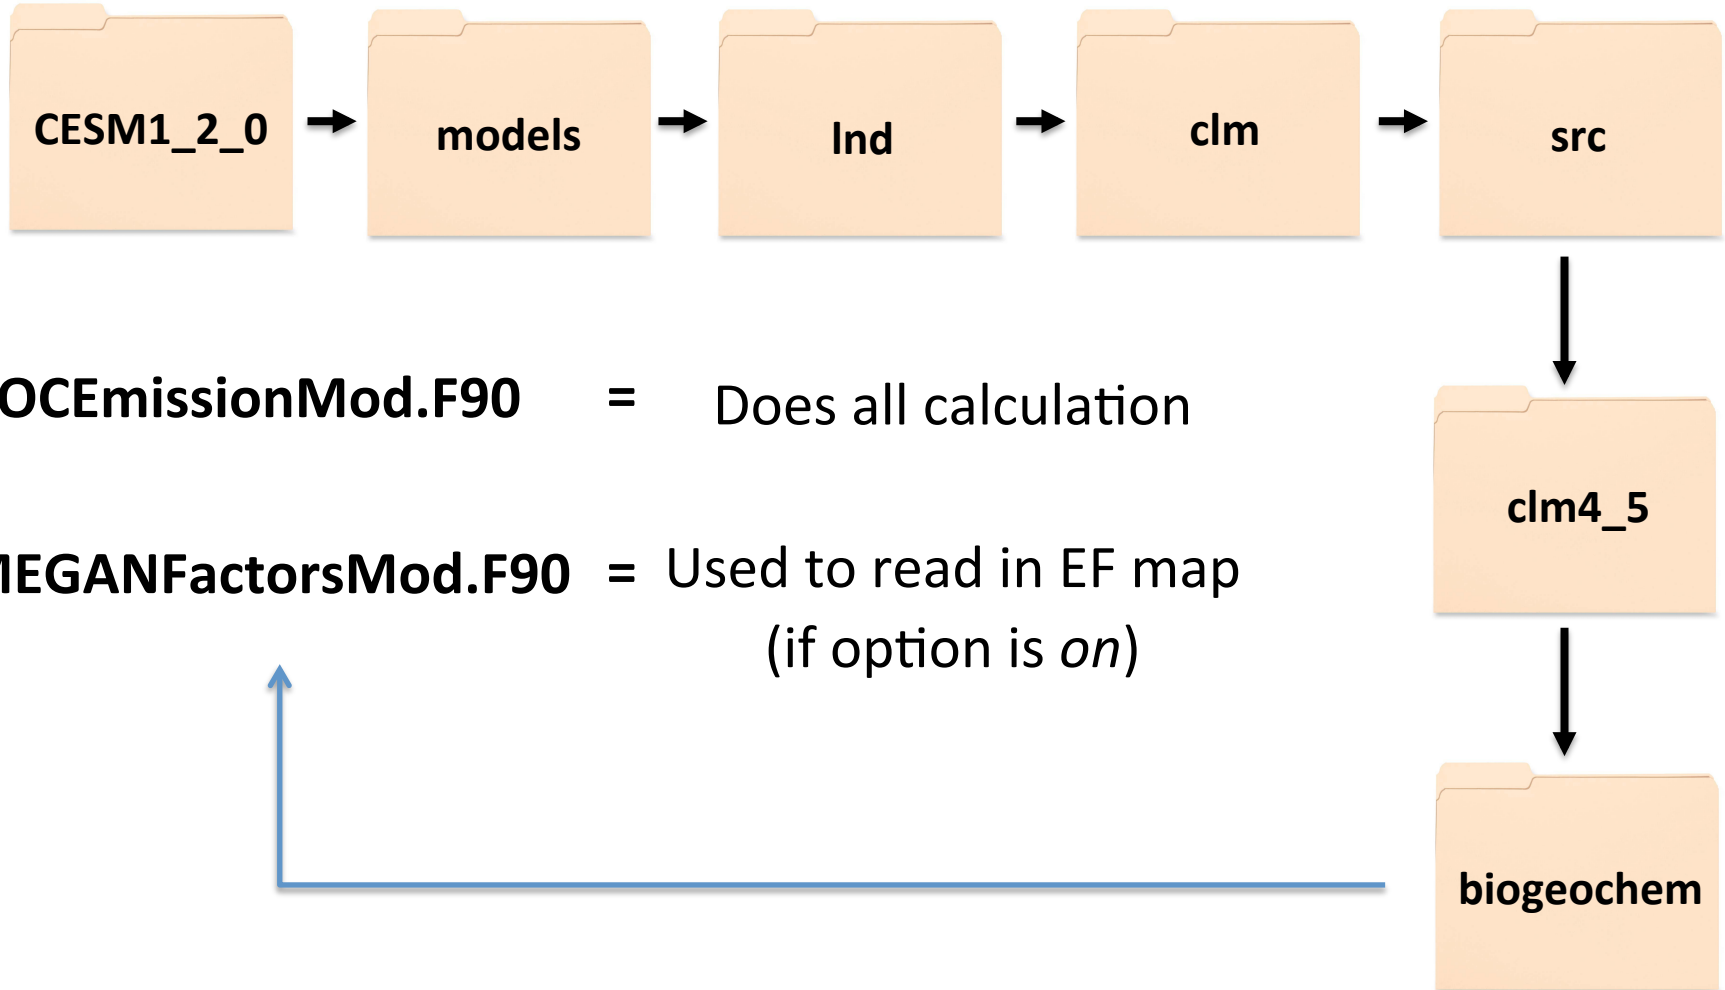 CESM1_2_0
models
lnd
clm
src
OCEmissionMod.F90 = Does all calculation
EGANFactorsMod.F90 = Used to read in EF map
(if option is on)
clm4_5
biogeochem